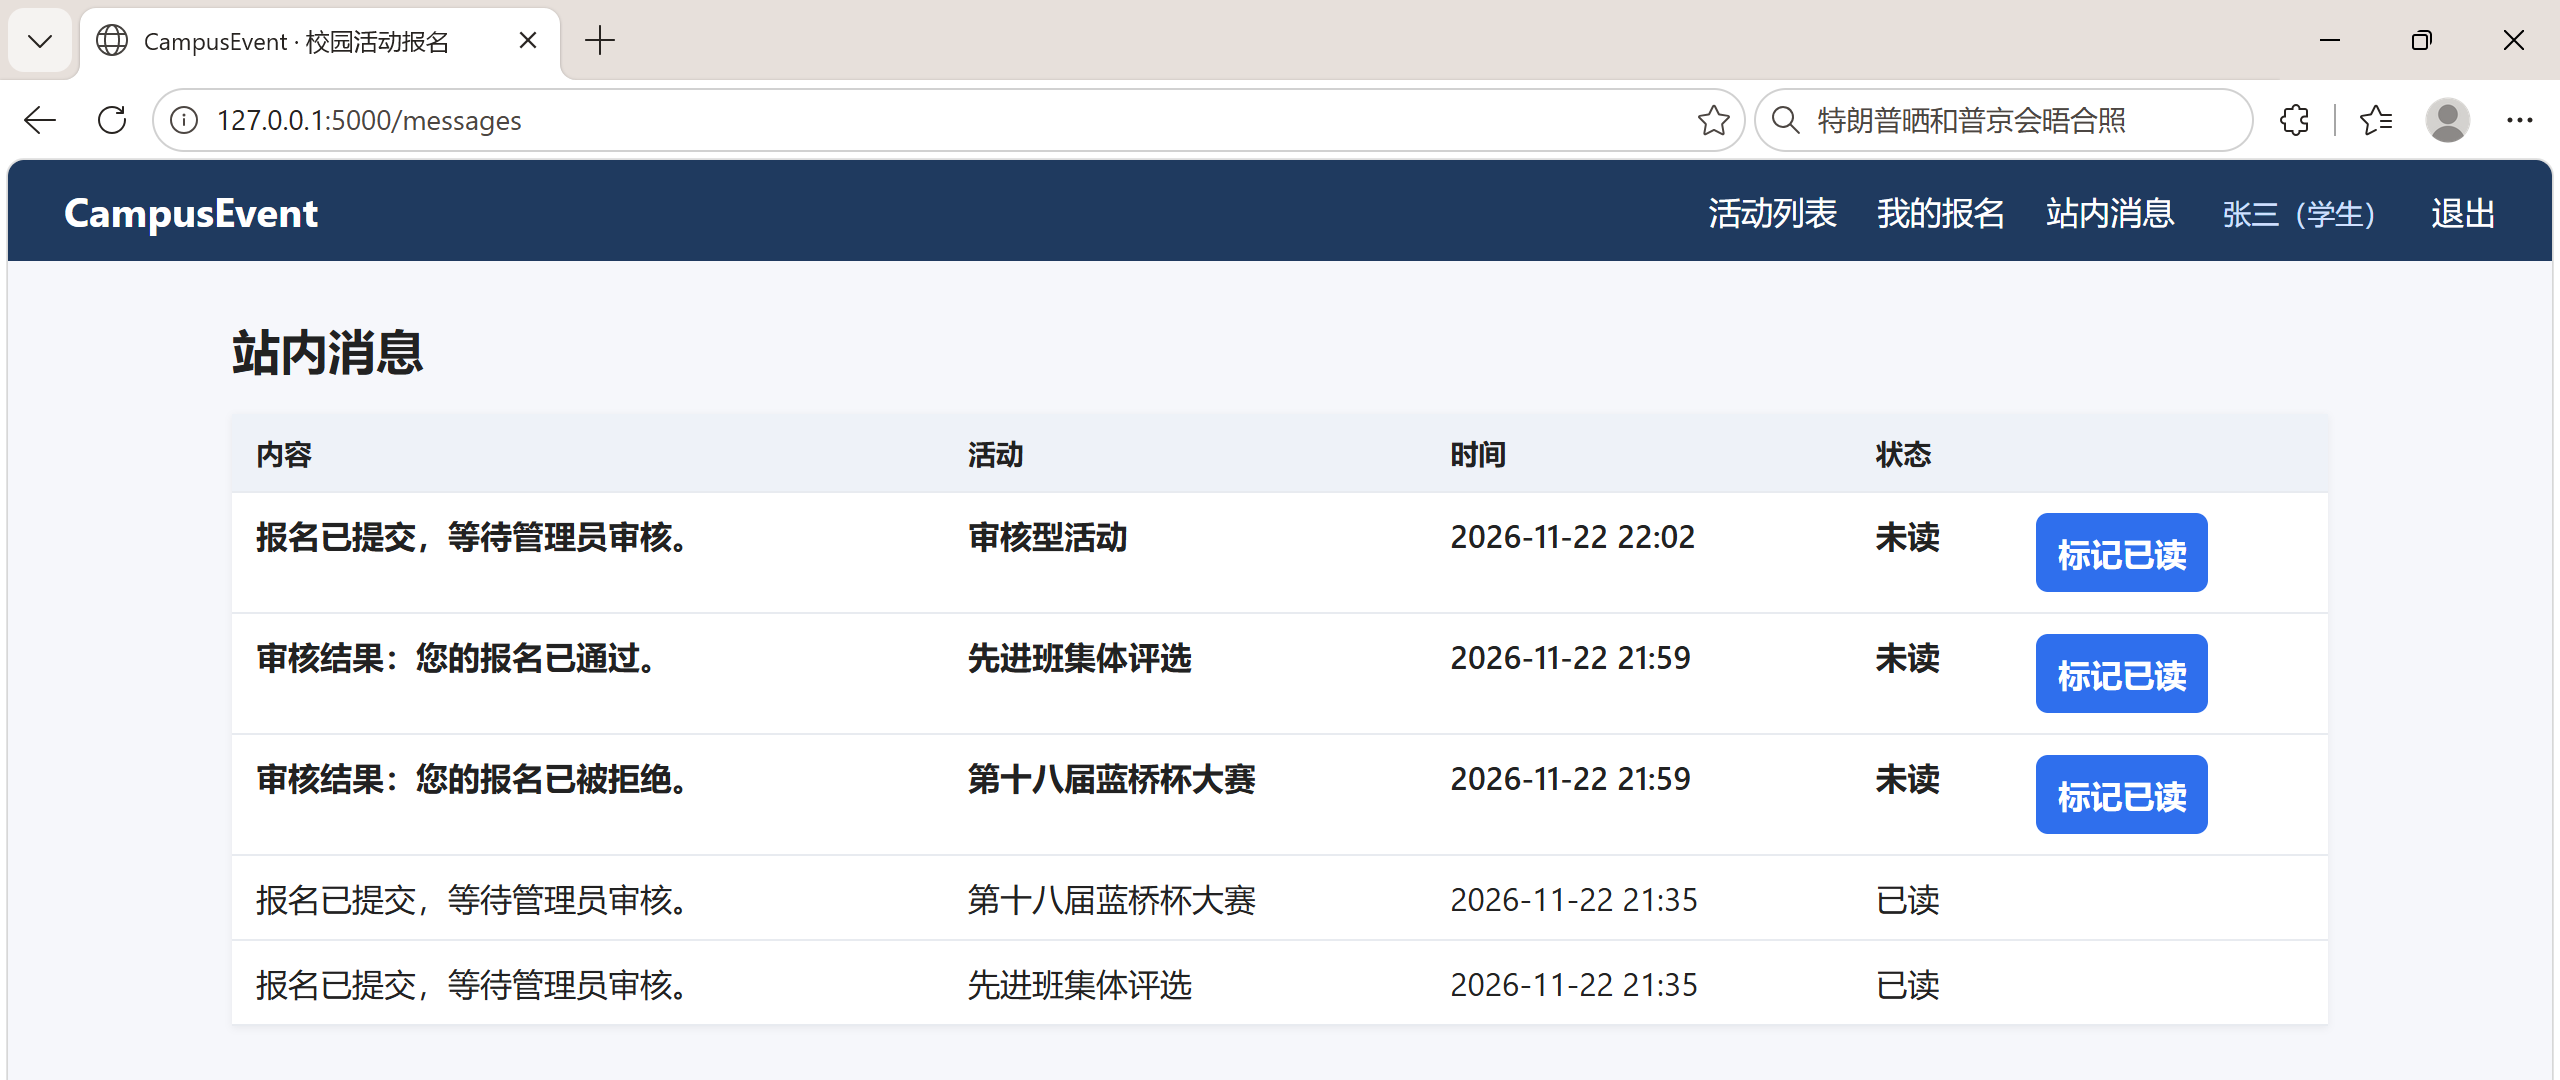 CampusEvent · 校园活动报名
127.0.0.1:5000/messages
特朗普晒和普京会晤合照
CampusEvent 活动列表 我的报名 站内消息 张三（学生） 退出
站内消息
内容 活动 时间 状态
报名已提交，等待管理员审核。 审核型活动 2026-11-22 22:02 未读 标记已读
审核结果：您的报名已通过。 先进班集体评选 2026-11-22 21:59 未读 标记已读
审核结果：您的报名已被拒绝。 第十八届蓝桥杯大赛 2026-11-22 21:59 未读 标记已读
报名已提交，等待管理员审核。 第十八届蓝桥杯大赛 2026-11-22 21:35 已读
报名已提交，等待管理员审核。 先进班集体评选 2026-11-22 21:35 已读